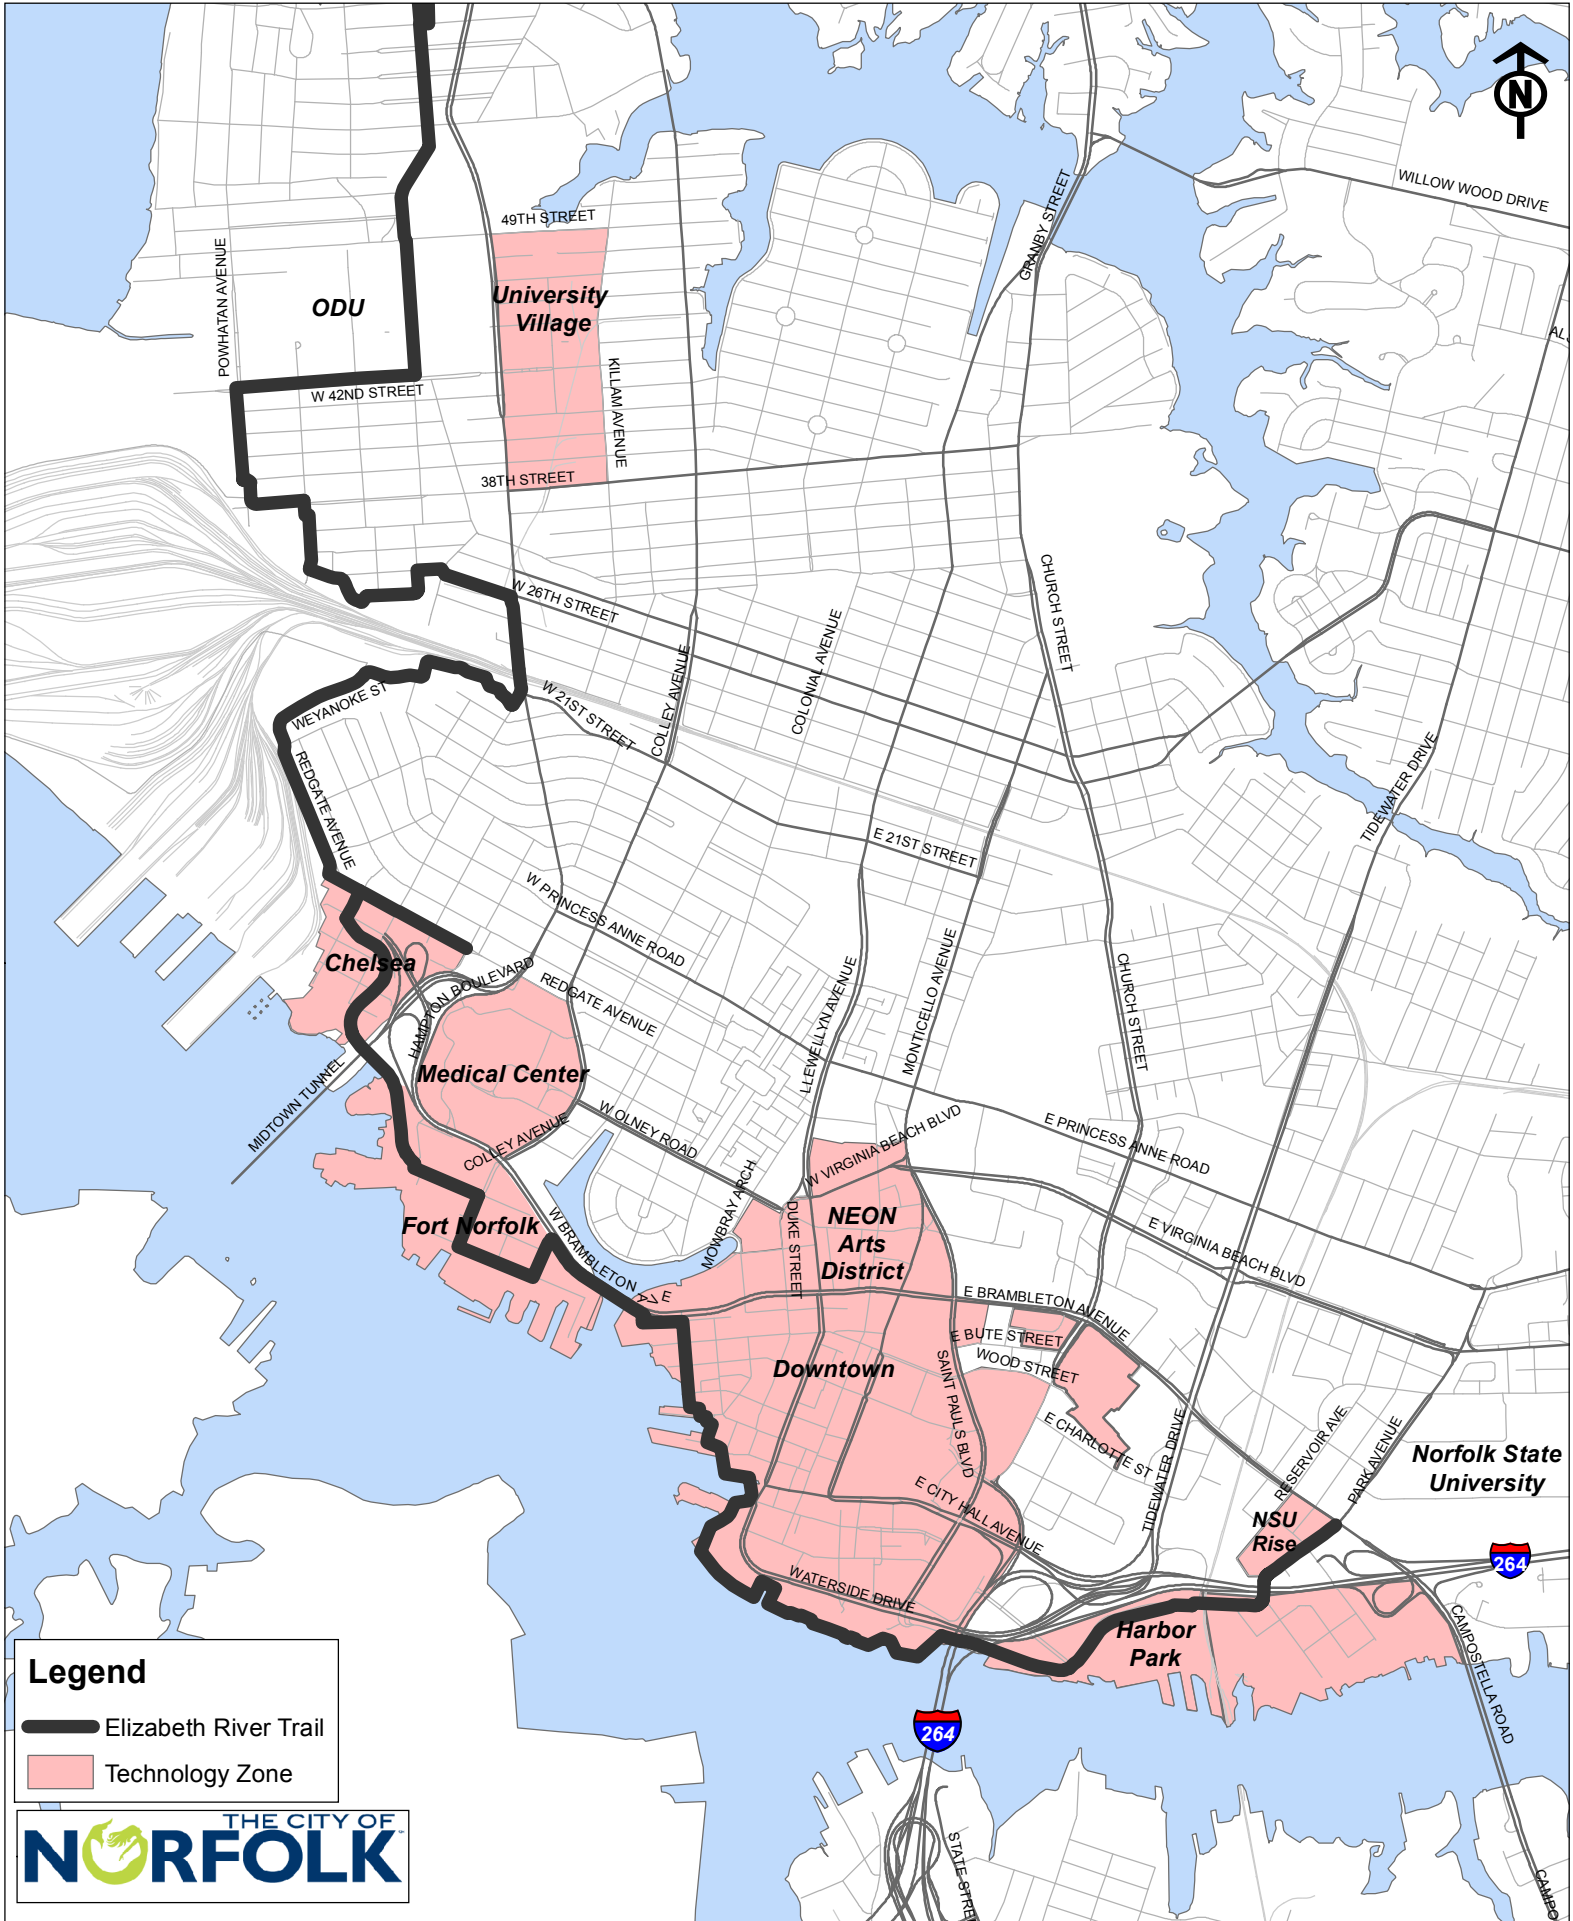 N
WILLOW WOOD DRIVE
GRANBY STREET
49TH STREET
POWHATAN AVENUE
ODU
University
Village
KILLAM AVENUE
W 42ND STREET
38TH STREET
W 26TH STREET
CHURCH STREET
COLONIAL AVENUE
COLLEY AVENUE
W 21ST STREET
WEYANOKE ST
REDGATE AVENUE
TIDEWATER DRIVE
E 21ST STREET
W PRINCESS ANNE ROAD
Chelsea
HAMPTON BOULEVARD
REDGATE AVENUE
LLEWELLYN AVENUE
MONTICELLO AVENUE
CHURCH STREET
MIDTOWN TUNNEL
Medical Center
COLLEY AVENUE
W OLNEY ROAD
W VIRGINIA BEACH BLVD
E PRINCESS ANNE ROAD
MOWBRAY ARCH
DUKE STREET
NEON
Arts
District
Fort Norfolk
W BRAMBLETON AVE
E VIRGINIA BEACH BLVD
E BRAMBLETON AVENUE
E BUTE STREET
WOOD STREET
Downtown
SAINT PAULS BLVD
E CHARLOTTE ST
TIDEWATER DRIVE
RESERVOIR AVE
PARK AVENUE
Norfolk State
University
E CITY HALL AVENUE
NSU
Rise
264
WATERSIDE DRIVE
Harbor
Park
CAMPOSTELLA ROAD
264
STATE STREE
CAMPO
Legend
Elizabeth River Trail
Technology Zone
THE CITY OF
NORFOLK